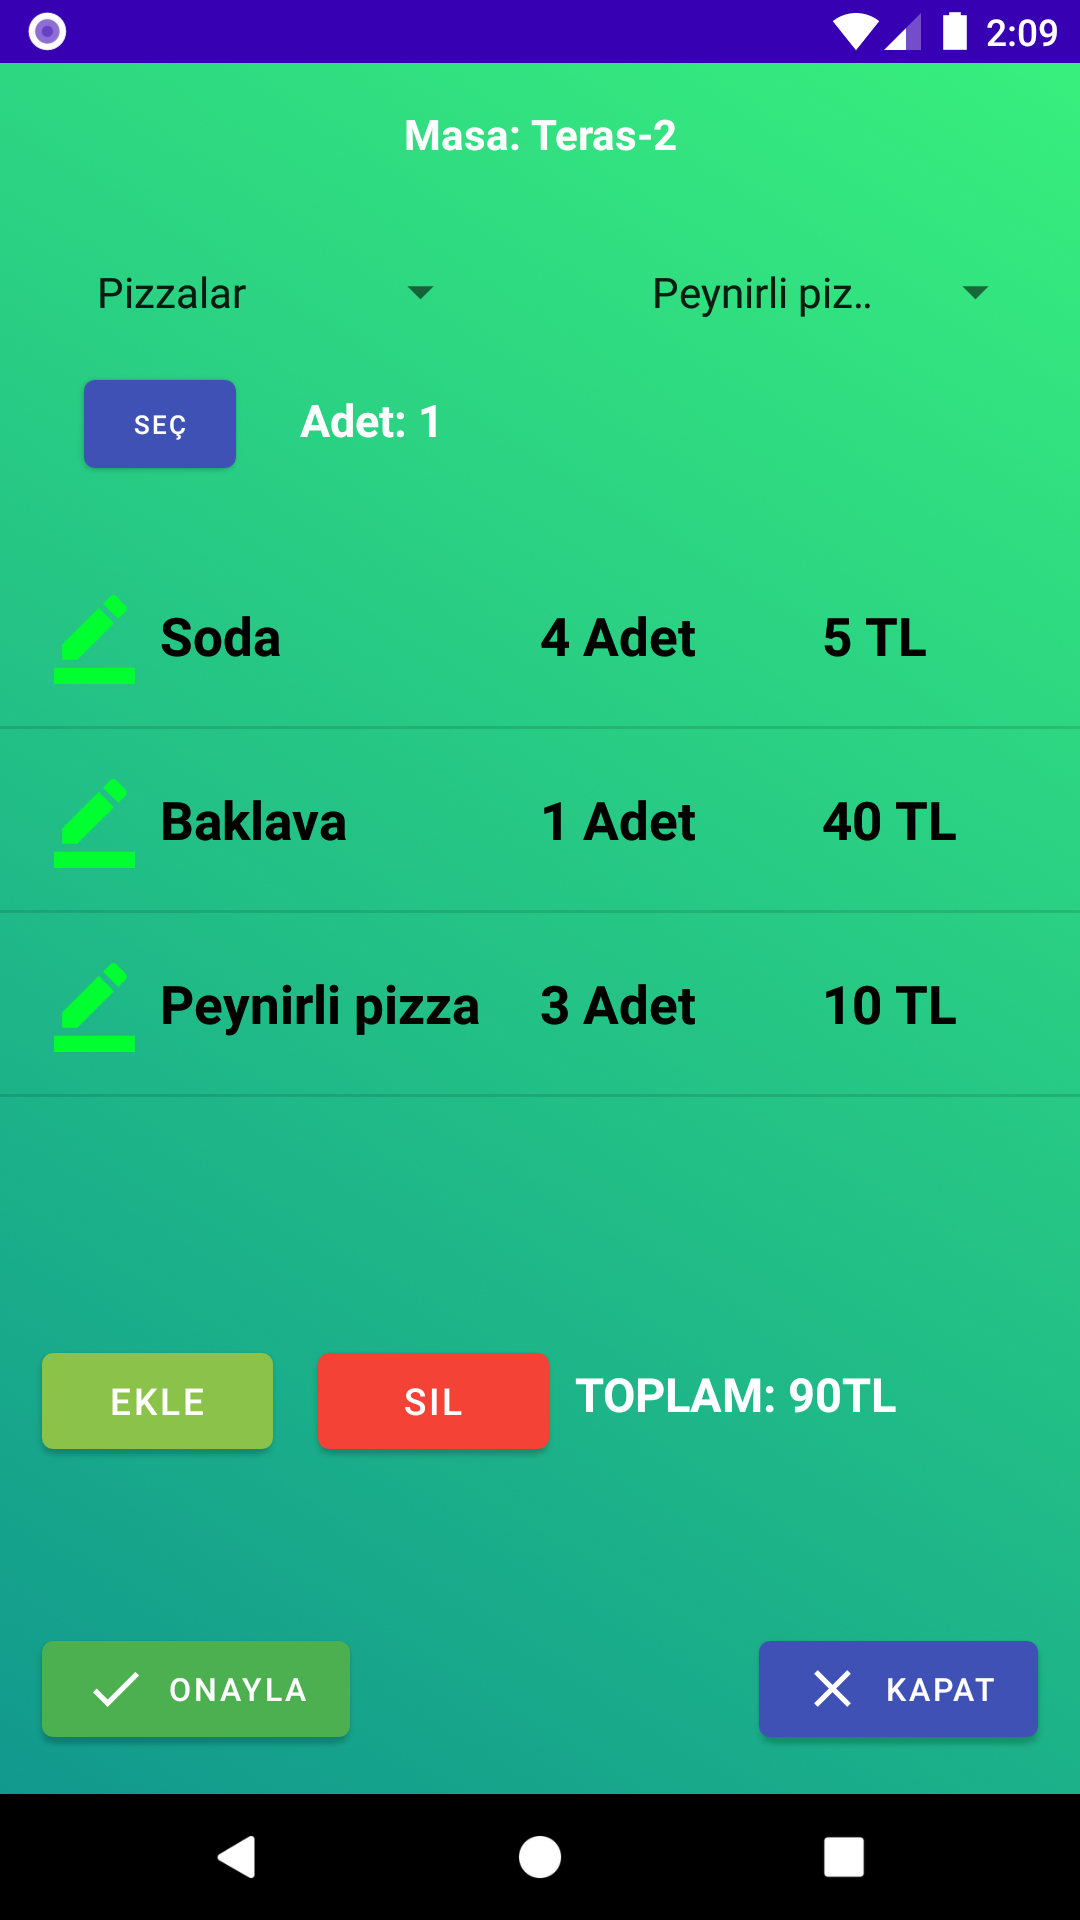 2:09
Masa: Teras-2
Pizzalar Peynirli piz..
SEÇ Adet: 1
Soda 4 Adet 5 TL
Baklava 1 Adet 40 TL
Peynirli pizza 3 Adet 10 TL
EKLE SIL TOPLAM: 90TL
ONAYLA KAPAT